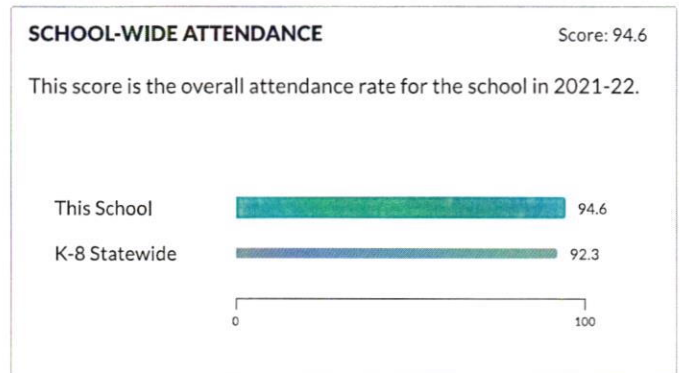 SCHOOL-WIDE ATTENDANCE Score: 94.6
This score is the overall attendance rate for the school in 2021-22.
This School 94.6
K-8 Statewide 92.3
0 100